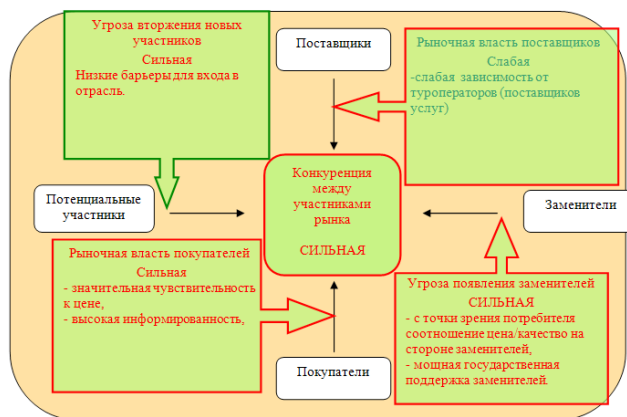 Угроза вторжения новых
участников
Сильная
Низкие барьеры для входа в
отрасль.
Поставщики
Рыночная власть поставщиков
Слабая
-слабая зависимость от
туроператоров (поставщиков
услуг)
Потенциальные
участники
Конкуренция
между
участниками
рынка
СИЛЬНАЯ
Заменители
Рыночная власть покупателей
Сильная
- значительная чувствительность
к цене,
- высокая информированность,
Угроза появления заменителей
СИЛЬНАЯ
- с точки зрения потребителя
соотношение цена/качество на
стороне заменителей,
- мощная государственная
поддержка заменителей.
Покупатели